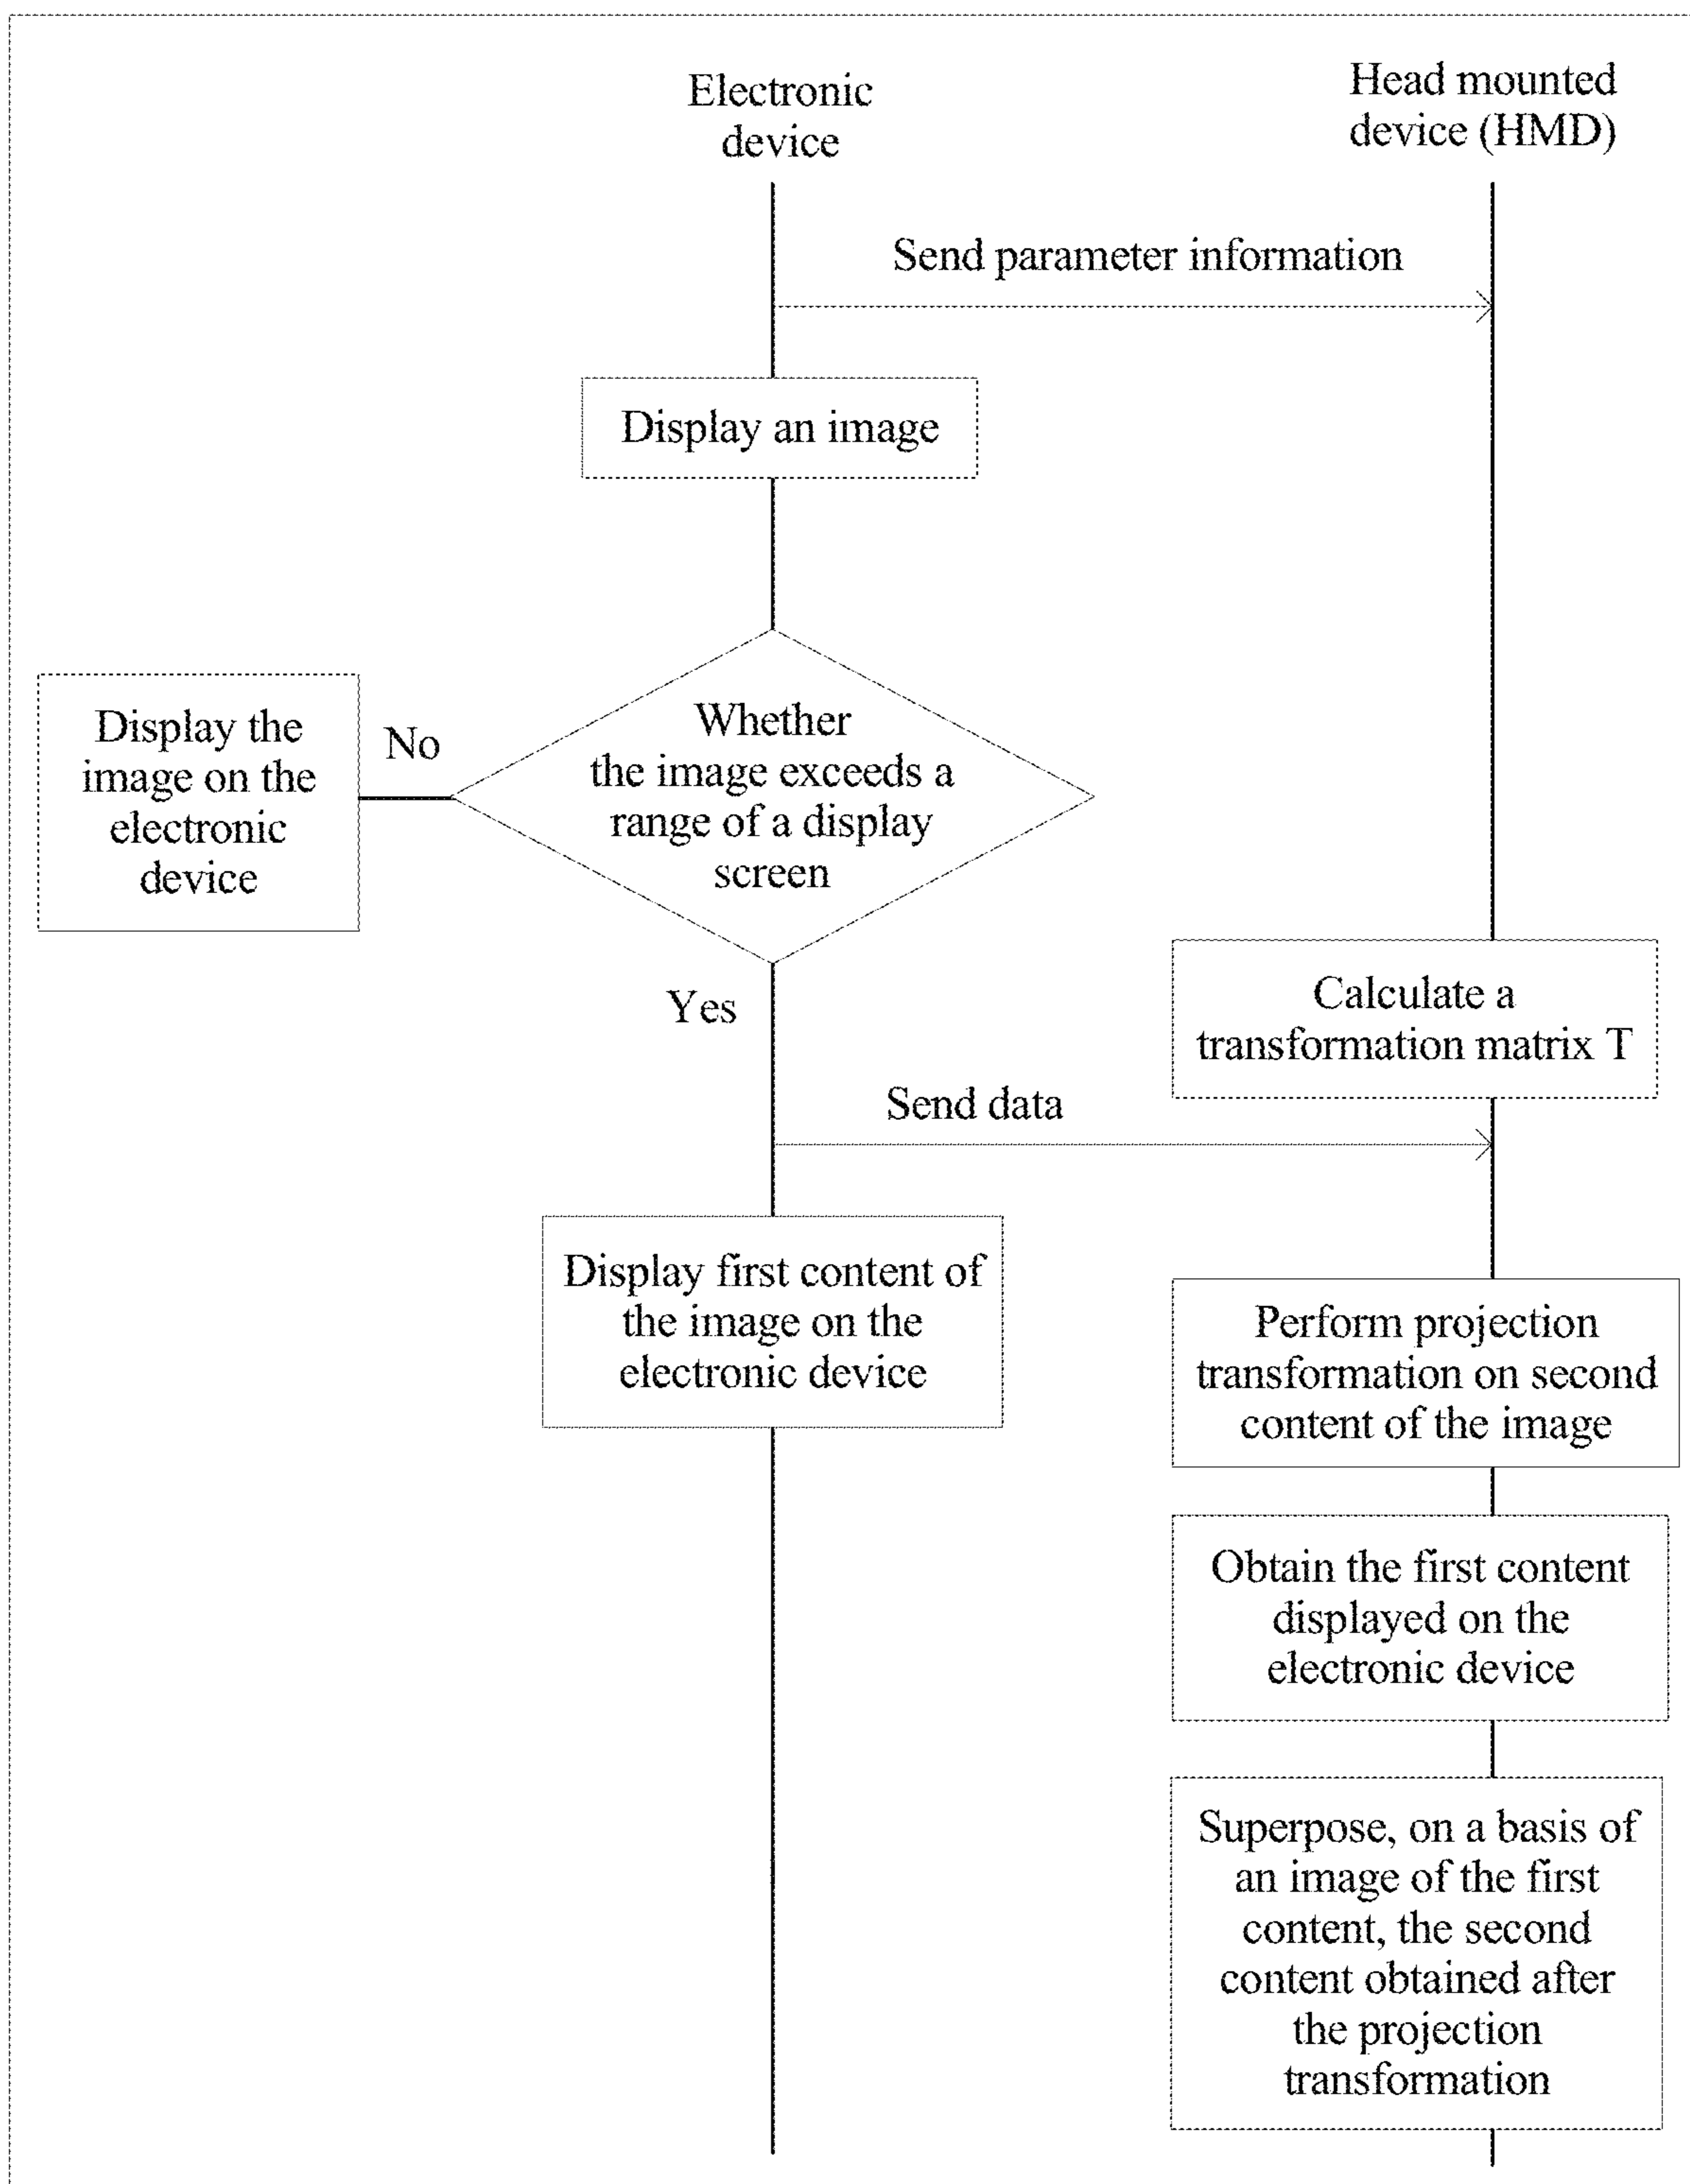 Electronic
device
Head mounted
device (HMD)
Send parameter information
Display an image
Whether
the image exceeds a
range of a display
screen
No
Display the
image on the
electronic
device
Yes
Calculate a
transformation matrix T
Send data
Display first content of
the image on the
electronic device
Perform projection
transformation on second
content of the image
Obtain the first content
displayed on the
electronic device
Superpose, on a basis of
an image of the first
content, the second
content obtained after
the projection
transformation